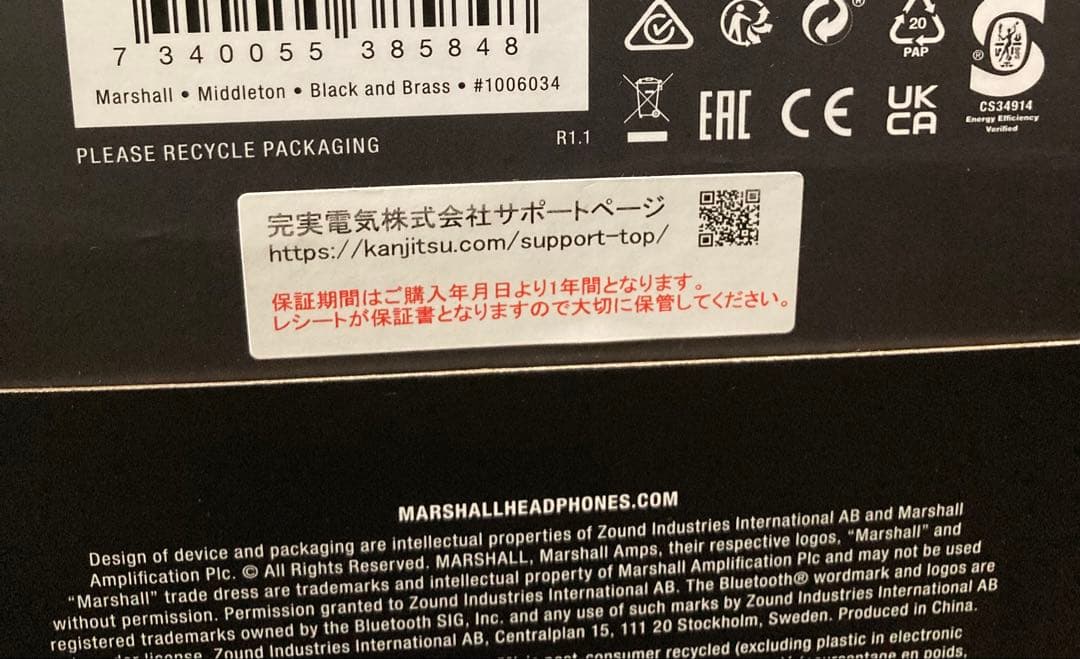 7 340055 385848
Marshall • Middleton • Black and Brass • #1006034
PLEASE RECYCLE PACKAGING
R1.1
20
PAP
EAC CE UK
CA
CS34914
Energy Efficiency
Verified
完実電気株式会社サポートページ
https://kanjitsu.com/support-top/
保証期間はご購入年月日より1年間となります。
レシートが保証書となりますので大切に保管してください。
MARSHALLHEADPHONES.COM
Design of device and packaging are intellectual properties of Zound Industries International AB and Marshall
Amplification Plc. © All Rights Reserved. MARSHALL, Marshall Amps, their respective logos, “Marshall” and
“Marshall” trade dress are trademarks and intellectual property of Marshall Amplification Plc and may not be used
without permission. Permission granted to Zound Industries International AB. The Bluetooth® wordmark and logos are
registered trademarks owned by the Bluetooth SIG, Inc. and any use of such marks by Zound Industries International AB
license. Zound Industries International AB, Centralplan 15, 111 20 Stockholm, Sweden. Produced in China.
consumer recycled (excluding plastic in electronic
en poids,